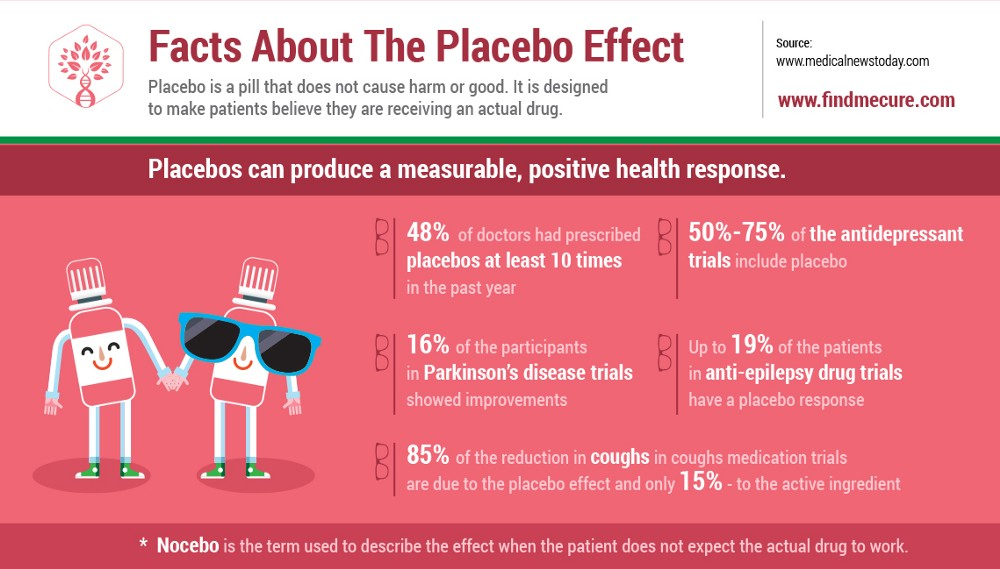 Facts About The Placebo Effect
Placebo is a pill that does not cause harm or good. It is designed
to make patients believe they are receiving an actual drug.
Source:
www.medicalnewstoday.com
www.findmecure.com
Placebos can produce a measurable, positive health response.
48% of doctors had prescribed
placebos at least 10 times
in the past year
50%-75% of the antidepressant
trials include placebo
16% of the participants
in Parkinson's disease trials
showed improvements
Up to 19% of the patients
in anti-epilepsy drug trials
have a placebo response
85% of the reduction in coughs in coughs medication trials
are due to the placebo effect and only 15% - to the active ingredient
* Nocebo is the term used to describe the effect when the patient does not expect the actual drug to work.